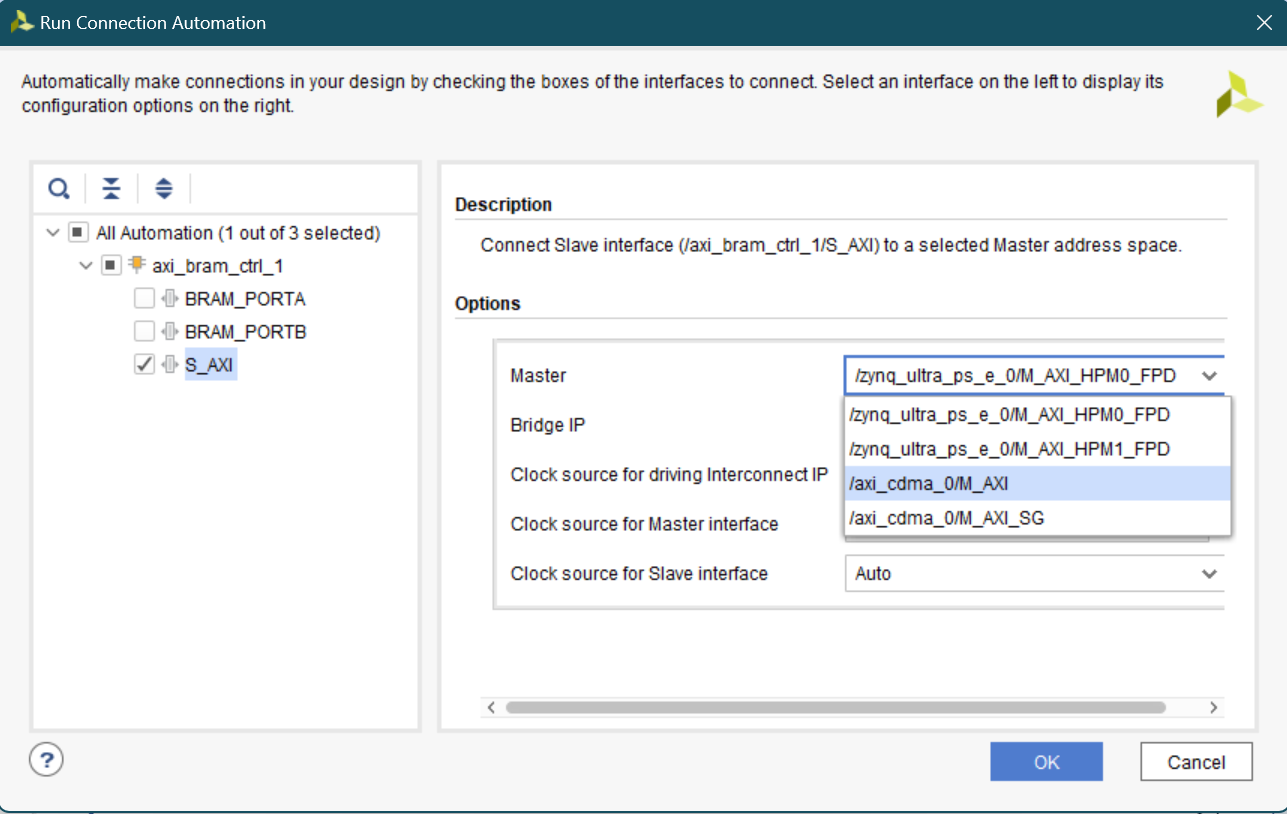 Run Connection Automation
Automatically make connections in your design by checking the boxes of the interfaces to connect. Select an interface on the left to display its
configuration options on the right.
All Automation (1 out of 3 selected)
axi_bram_ctrl_1
BRAM_PORTA
BRAM_PORTB
S_AXI
Description
Connect Slave interface (/axi_bram_ctrl_1/S_AXI) to a selected Master address space.
Options
Master
/zynq_ultra_ps_e_0/M_AXI_HPM0_FPD
/zynq_ultra_ps_e_0/M_AXI_HPM0_FPD
Bridge IP
/zynq_ultra_ps_e_0/M_AXI_HPM1_FPD
Clock source for driving Interconnect IP
/axi_cdma_0/M_AXI
Clock source for Master interface
/axi_cdma_0/M_AXI_SG
Clock source for Slave interface
Auto
?
OK
Cancel